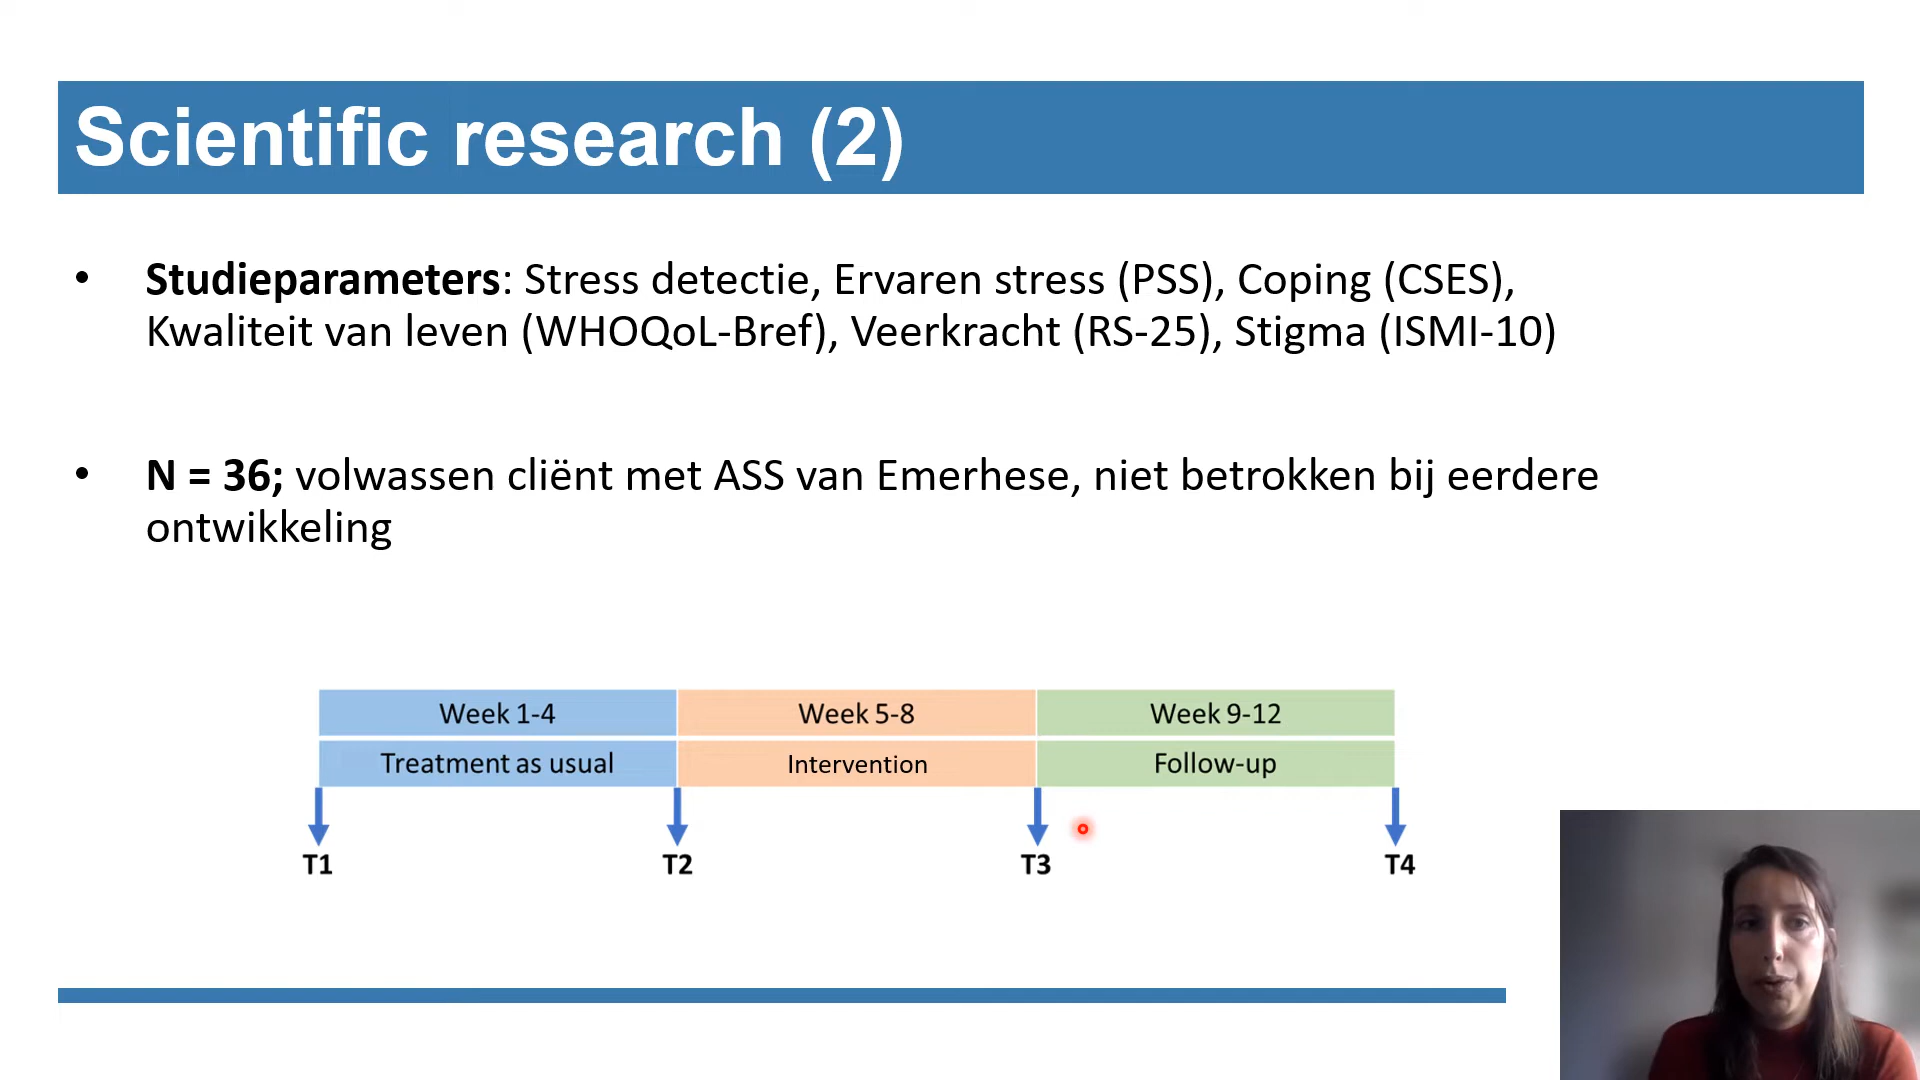 Scientific research (2)
• Studieparameters: Stress detectie, Ervaren stress (PSS), Coping (CSES),
Kwaliteit van leven (WHOQoL-Bref), Veerkracht (RS-25), Stigma (ISMI-10)
• N = 36; volwassen cliënt met ASS van Emerhese, niet betrokken bij eerdere
ontwikkeling
Week 1-4 Week 5-8 Week 9-12
Treatment as usual Intervention Follow-up
T1 T2 T3 T4